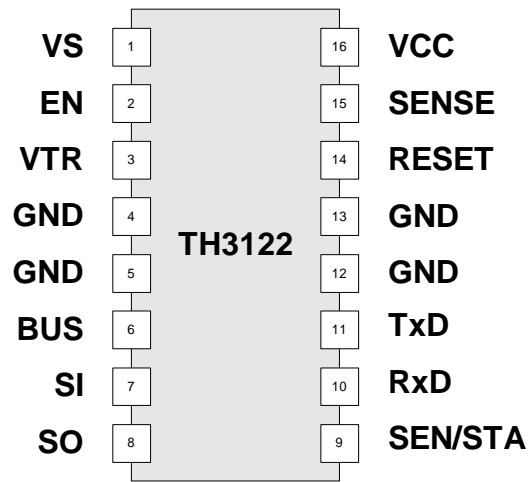 VS 1 16 VCC
EN 2 15 SENSE
VTR 3 14 RESET
GND 4 13 GND
TH3122
GND 5 12 GND
BUS 6 11 TxD
SI 7 10 RxD
SO 8 9 SEN/STA